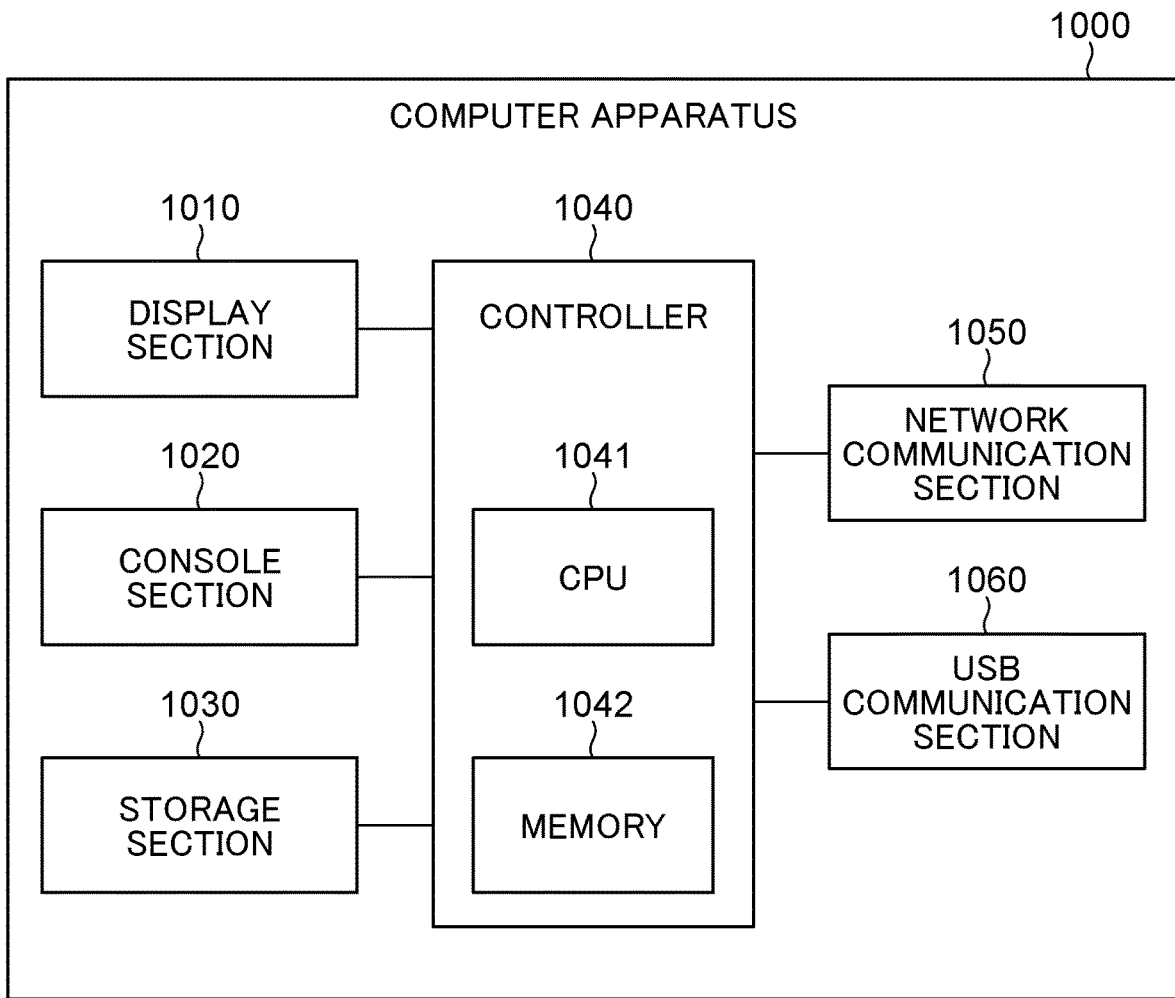 1000
COMPUTER APPARATUS
1010
DISPLAY
SECTION
1020
CONSOLE
SECTION
1030
STORAGE
SECTION
1040
CONTROLLER
1041
CPU
1042
MEMORY
1050
NETWORK
COMMUNICATION
SECTION
1060
USB
COMMUNICATION
SECTION